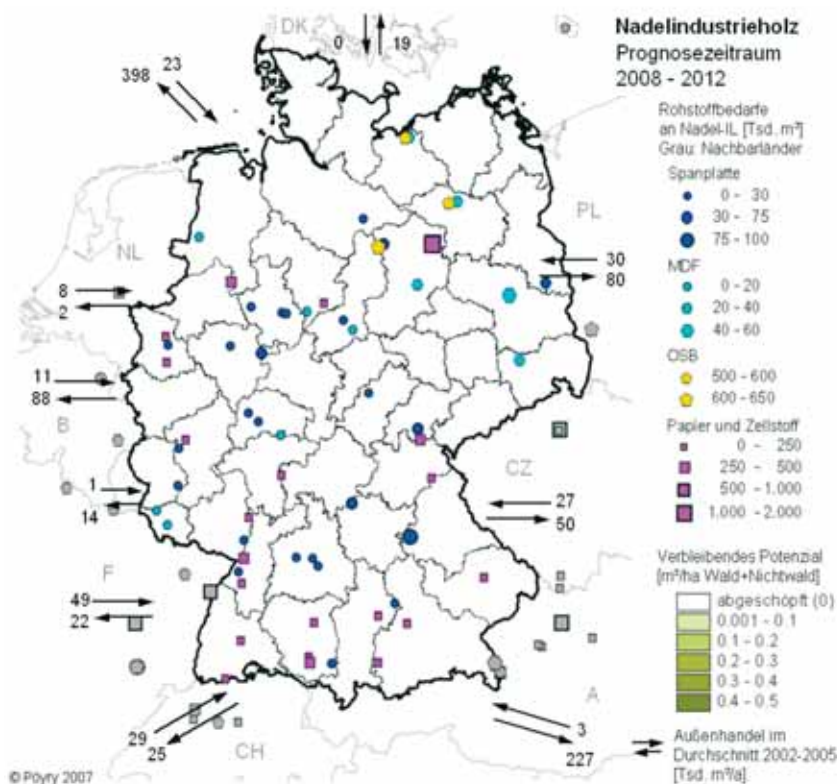 Nadelindustrieholz
Prognosezeitraum
2008 - 2012
Rohstoffbedarfe
an Nadel-IL [Tsd. m³]
Grau: Nachbarländer
Spanplatte
0 - 30
30 - 75
75 - 100
MDF
0 - 20
20 - 40
40 - 60
OSB
500 - 600
600 - 650
Papier und Zellstoff
0 - 250
250 - 500
500 - 1.000
1.000 - 2.000
Verbleibendes Potenzial
[m³/ha Wald+Nichtwald]
abgeschöpft (0)
0.001 - 0.1
0.1 - 0.2
0.2 - 0.3
0.3 - 0.4
0.4 - 0.5
Außenhandel im
Durchschnitt 2002-2005
[Tsd. m³/a]
DK
0
19
23
398
PL
30
80
NL
8
2
11
88
B
1
14
CZ
27
50
F
49
22
29
25
CH
A
3
227
© Pöyry 2007